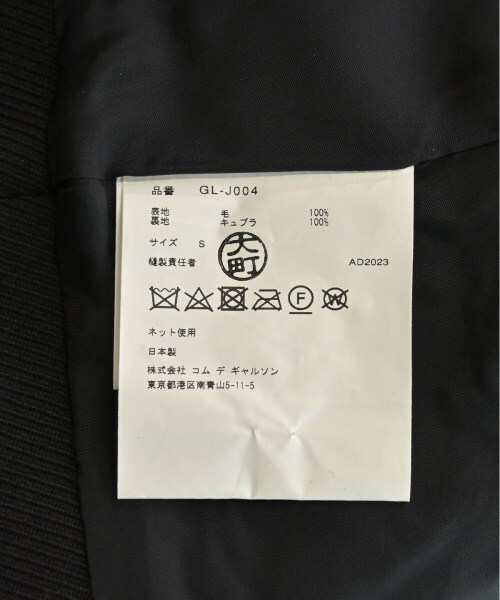 品番 GL-J004
表地 毛 100%
裏地 キュプラ 100%
サイズ S
大町
縫製責任者 AD2023
F W
ネット使用
日本製
株式会社 コム デ ギャルソン
東京都港区南青山5-11-5